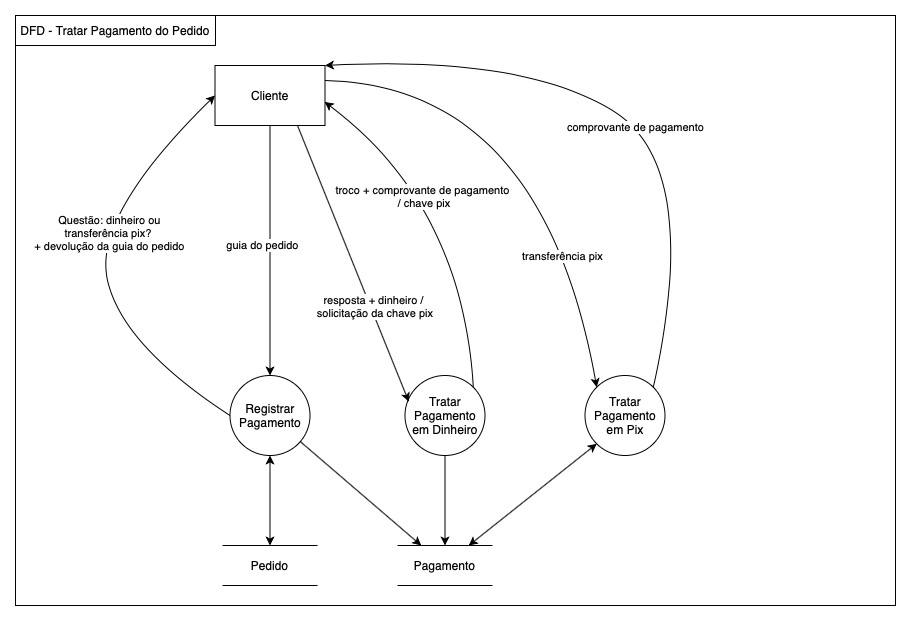 DFD - Tratar Pagamento do Pedido
Cliente
comprovante de pagamento
troco + comprovante de pagamento
/ chave pix
Questão: dinheiro ou
transferência pix?
+ devolução da guia do pedido
guia do pedido
transferência pix
resposta + dinheiro /
solicitação da chave pix
Registrar
Pagamento
Tratar
Pagamento
em Dinheiro
Tratar
Pagamento
em Pix
Pedido
Pagamento